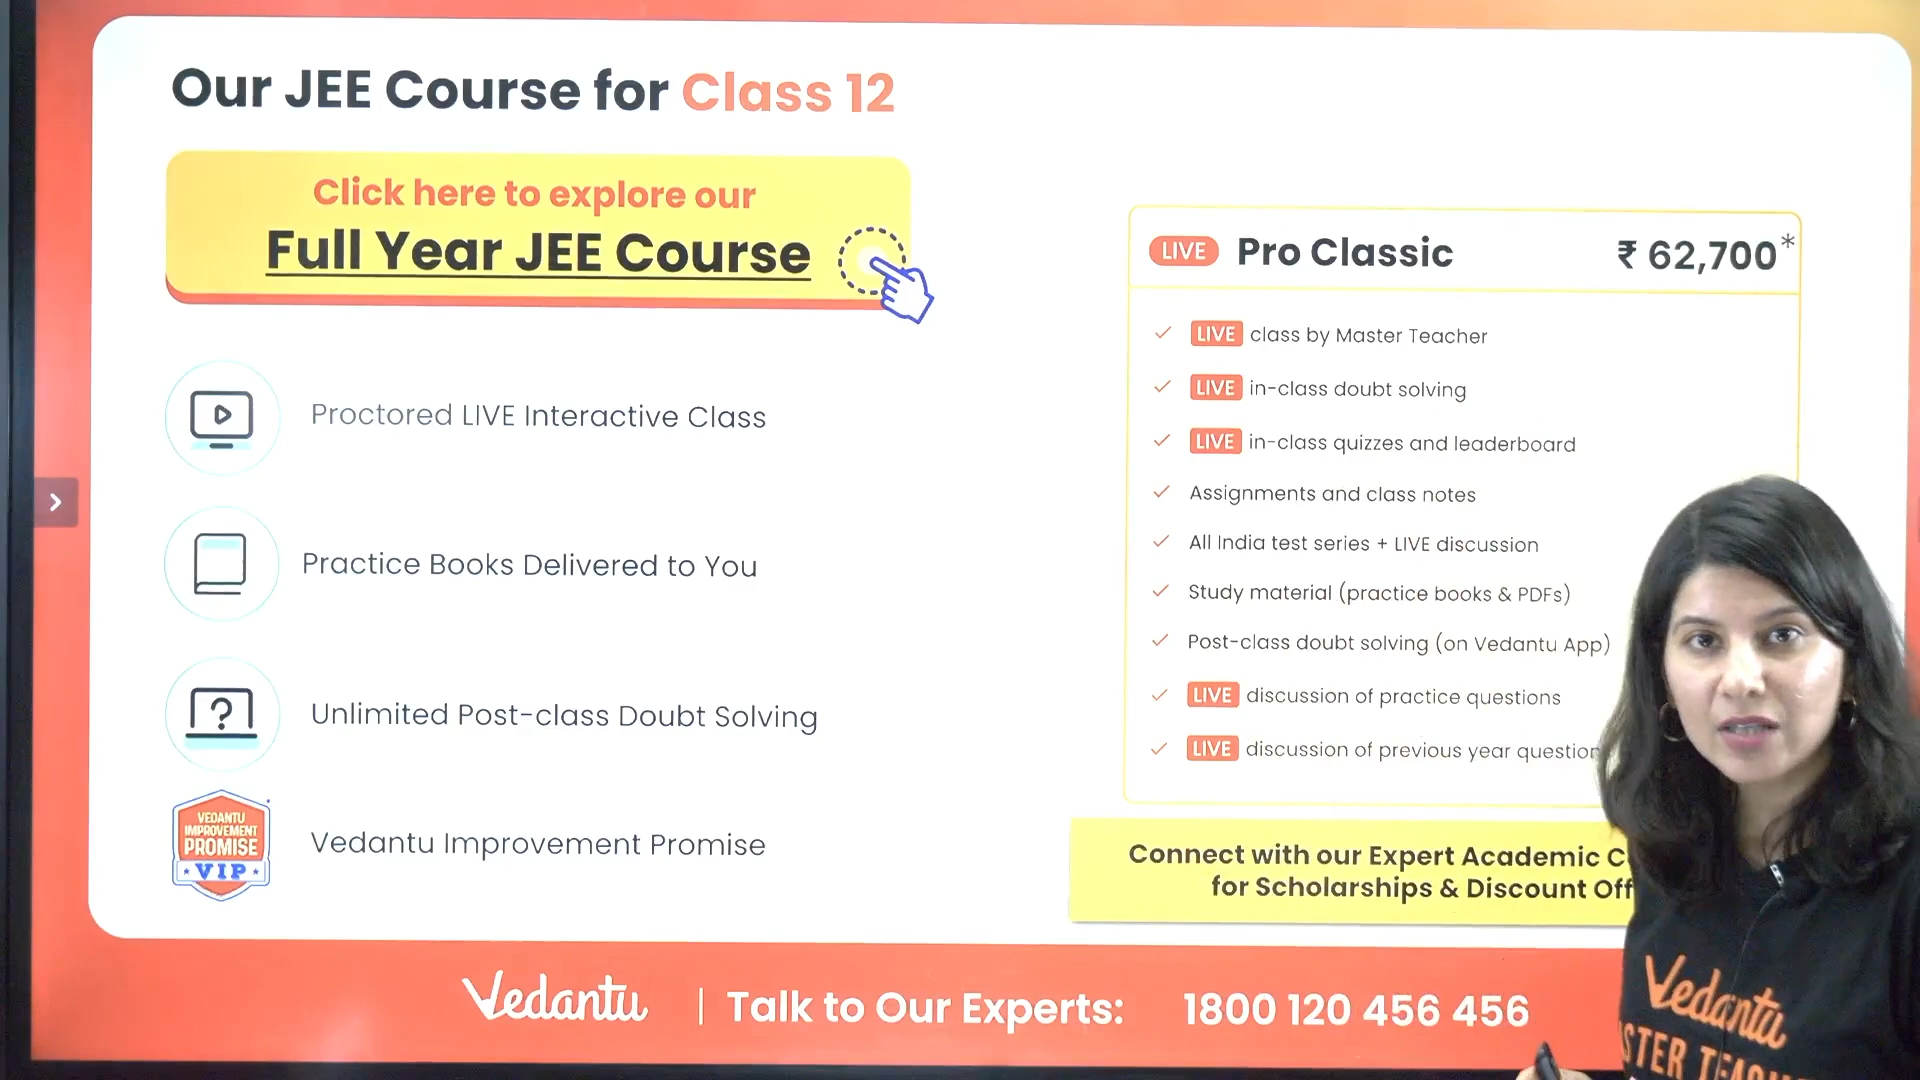 Our JEE Course for Class 12
Click here to explore our
Full Year JEE Course
Proctored LIVE Interactive Class
Practice Books Delivered to You
Unlimited Post-class Doubt Solving
VEDANTU
IMPROVEMENT
PROMISE
VIP
Vedantu Improvement Promise
LIVE Pro Classic ₹ 62,700*
LIVE class by Master Teacher
LIVE in-class doubt solving
LIVE in-class quizzes and leaderboard
Assignments and class notes
All India test series + LIVE discussion
Study material (practice books & PDFs)
Post-class doubt solving (on Vedantu App)
LIVE discussion of practice questions
LIVE discussion of previous year question
Connect with our Expert Academic
for Scholarships & Discount Off
Vedantu | Talk to Our Experts: 1800 120 456 456
Vedantu